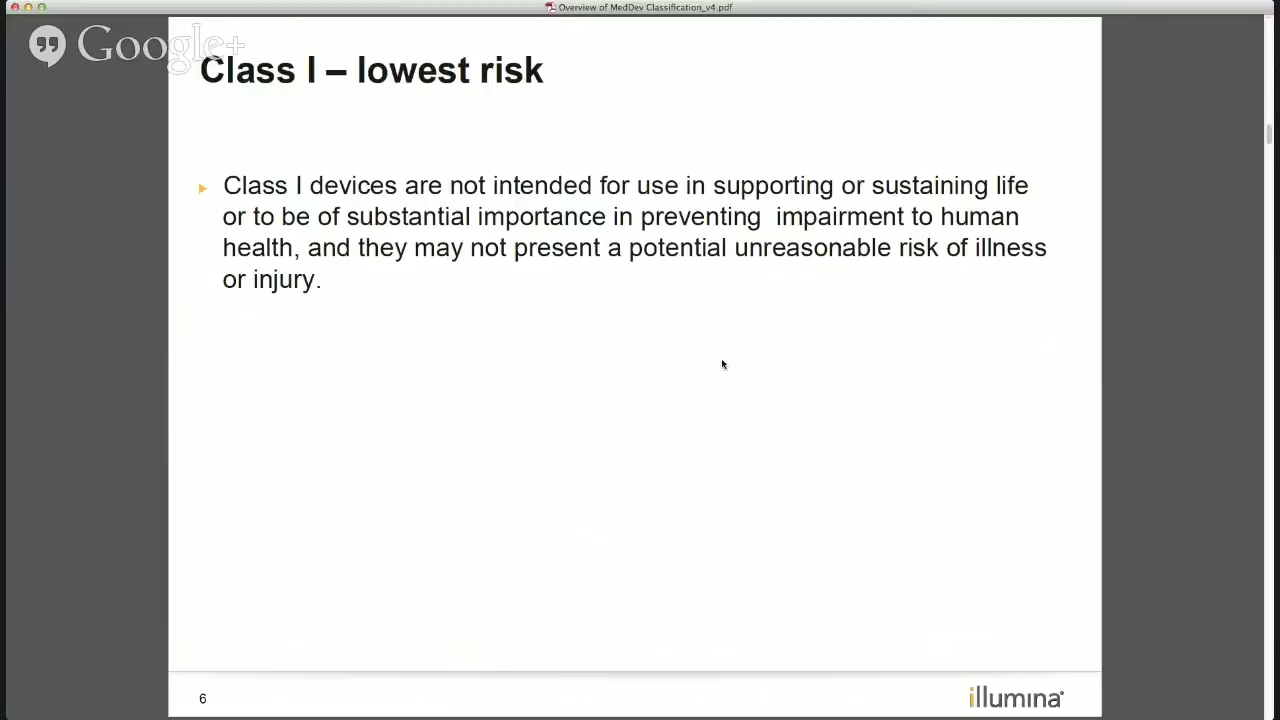 Overview of MedDev Classification_v4.pdf
Google+
Class I – lowest risk
Class I devices are not intended for use in supporting or sustaining life
or to be of substantial importance in preventing impairment to human
health, and they may not present a potential unreasonable risk of illness
or injury.
6
illumina